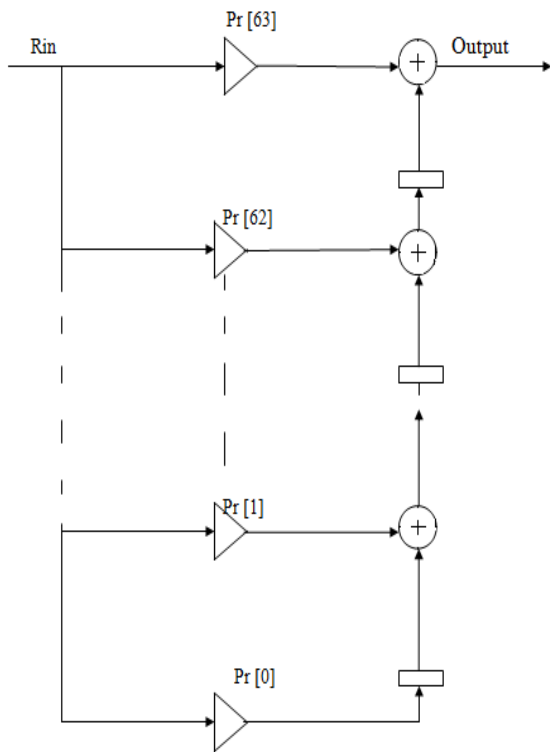 Pr [63]
Rin
Output
+
Pr [62]
+
Pr [1]
+
Pr [0]